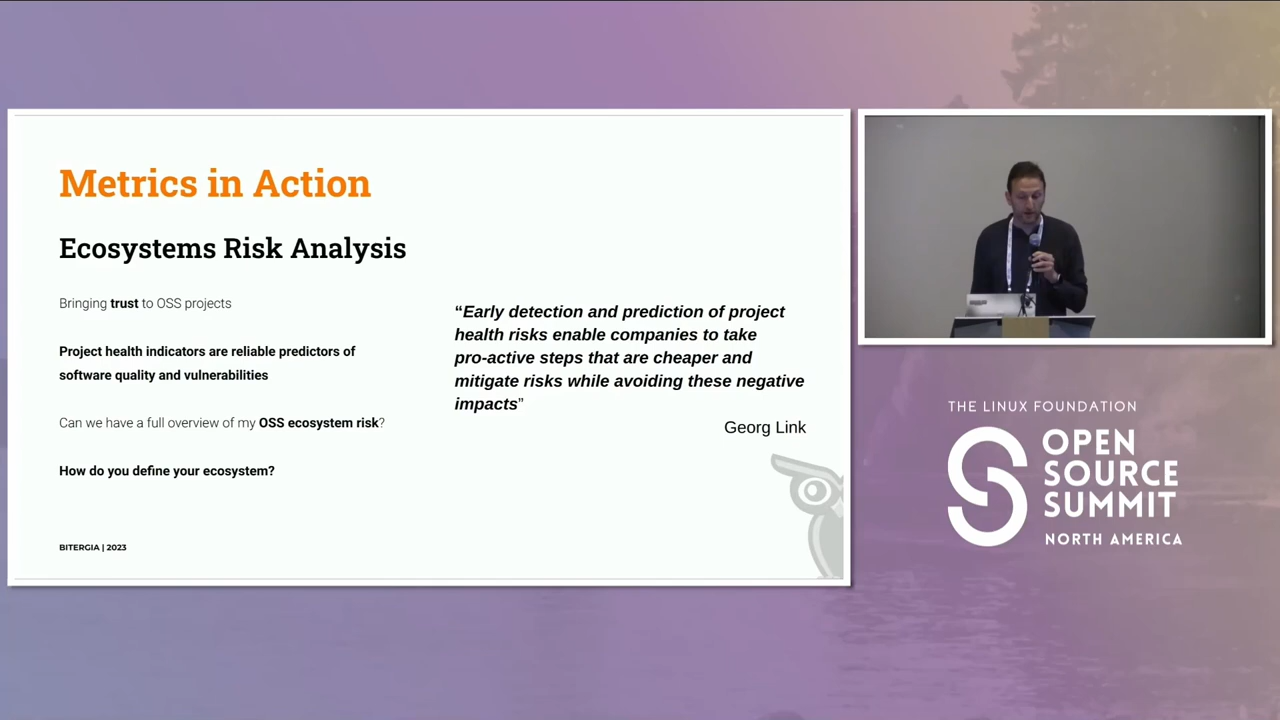 Metrics in Action
Ecosystems Risk Analysis
Bringing trust to OSS projects
Project health indicators are reliable predictors of
software quality and vulnerabilities
Can we have a full overview of my OSS ecosystem risk?
How do you define your ecosystem?
“Early detection and prediction of project
health risks enable companies to take
pro-active steps that are cheaper and
mitigate risks while avoiding these negative
impacts”
Georg Link
BITERGIA | 2023
THE LINUX FOUNDATION
OPEN
SOURCE
SUMMIT
NORTH AMERICA